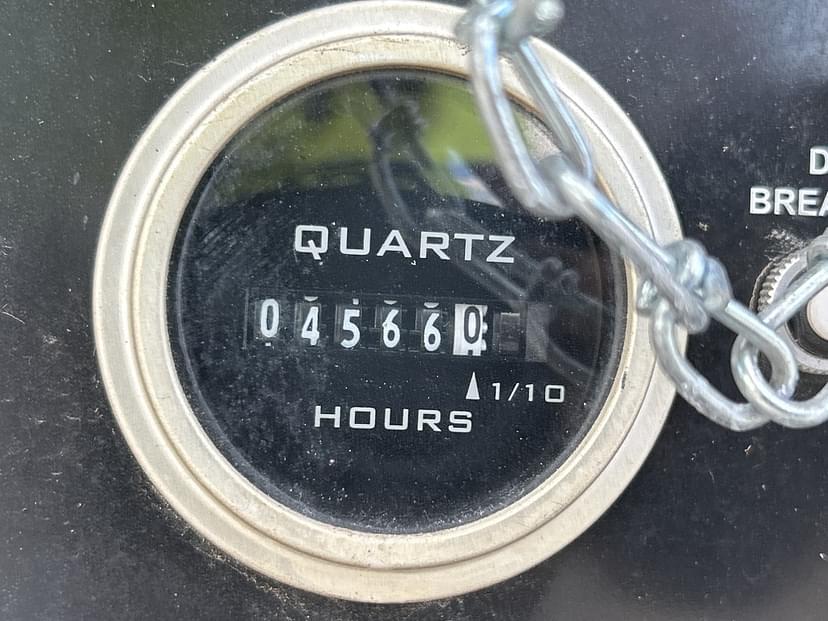 QUARTZ
045660
1/10
HOURS
D
BREA